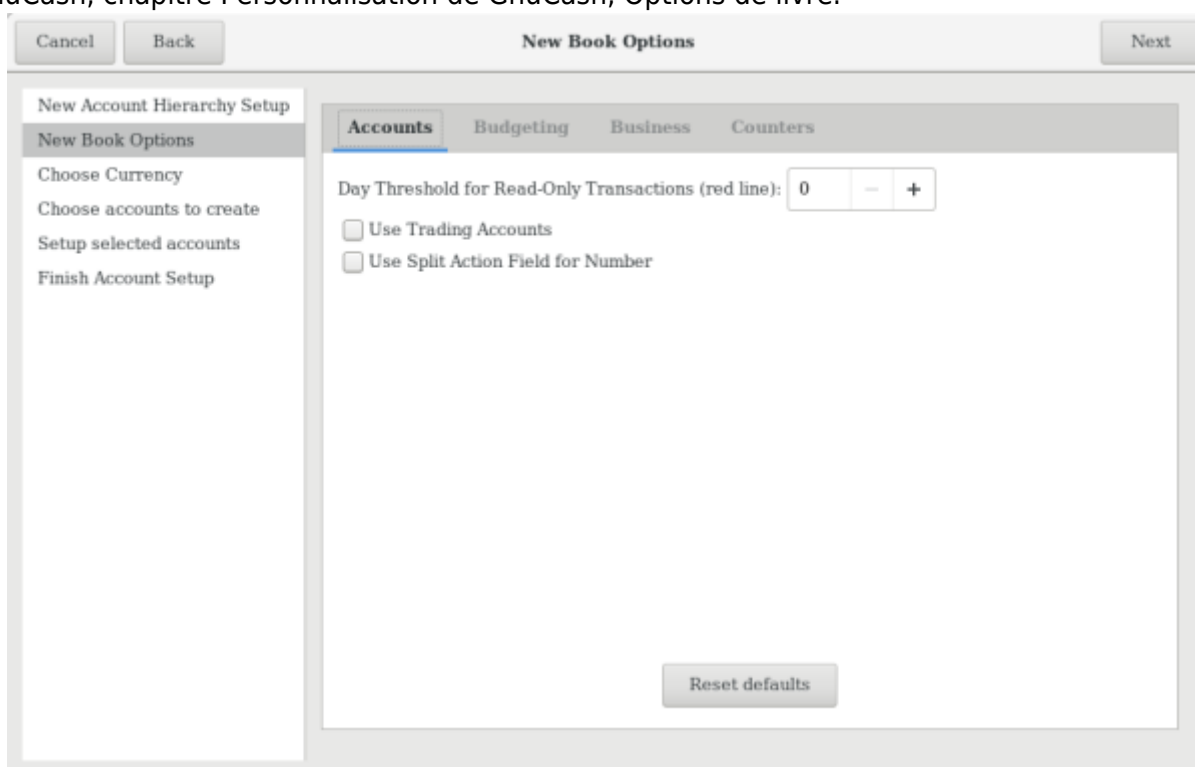 GnuCash, chapitre Personnalisation de GnuCash, Options de livre.
Cancel Back New Book Options Next
New Account Hierarchy Setup
New Book Options
Choose Currency
Choose accounts to create
Setup selected accounts
Finish Account Setup
Accounts Budgeting Business Counters
Day Threshold for Read-Only Transactions (red line): 0 − +
Use Trading Accounts
Use Split Action Field for Number
Reset defaults